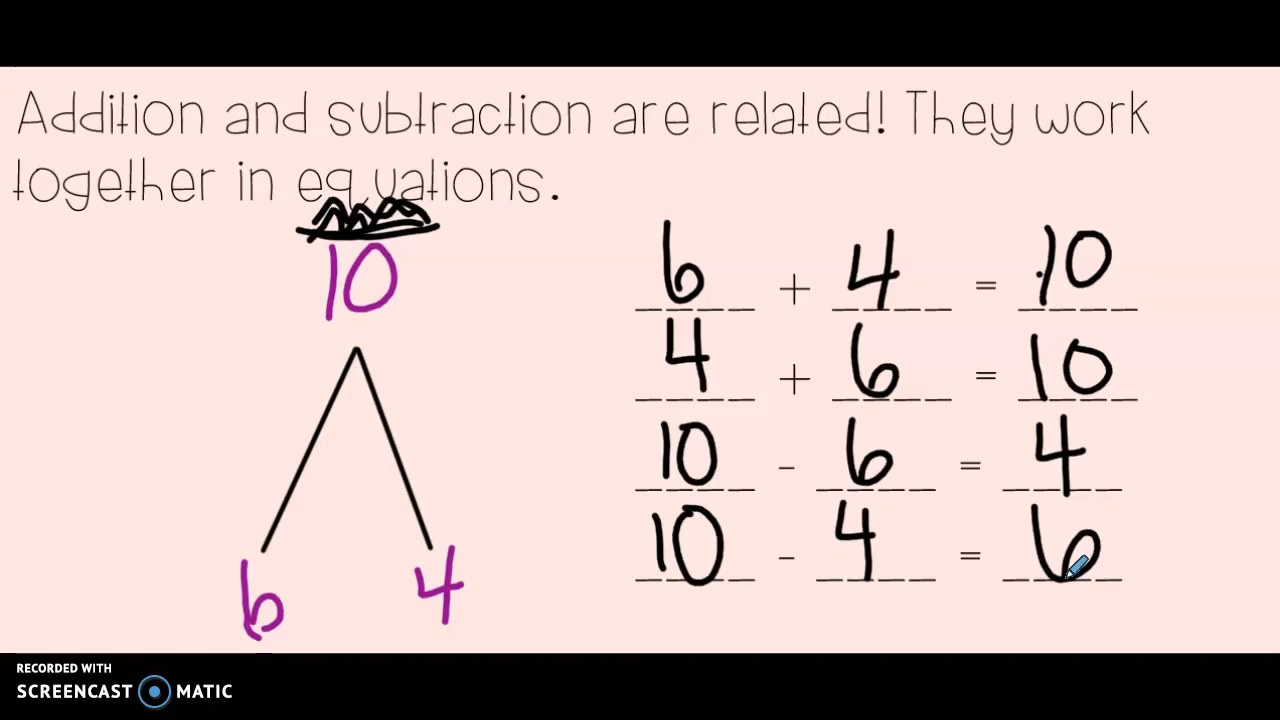 Addition and subtraction are related! They work
together in equations.
10
6 4
6 + 4 = 10
4 + 6 = 10
10 - 6 = 4
10 - 4 = 6
RECORDED WITH
SCREENCAST MATIC